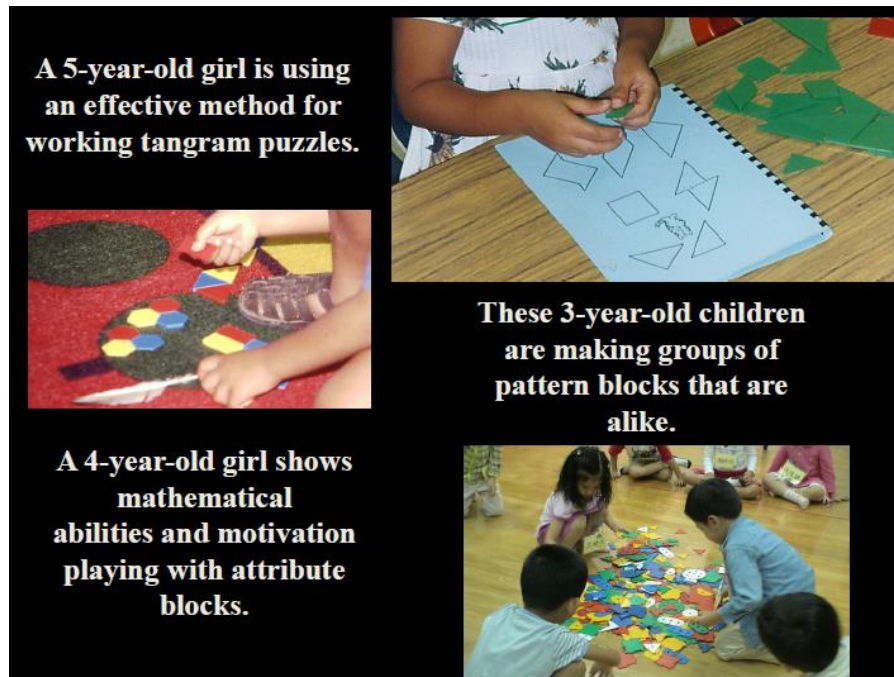 A 5-year-old girl is using
an effective method for
working tangram puzzles.
These 3-year-old children
are making groups of
pattern blocks that are
alike.
A 4-year-old girl shows
mathematical
abilities and motivation
playing with attribute
blocks.